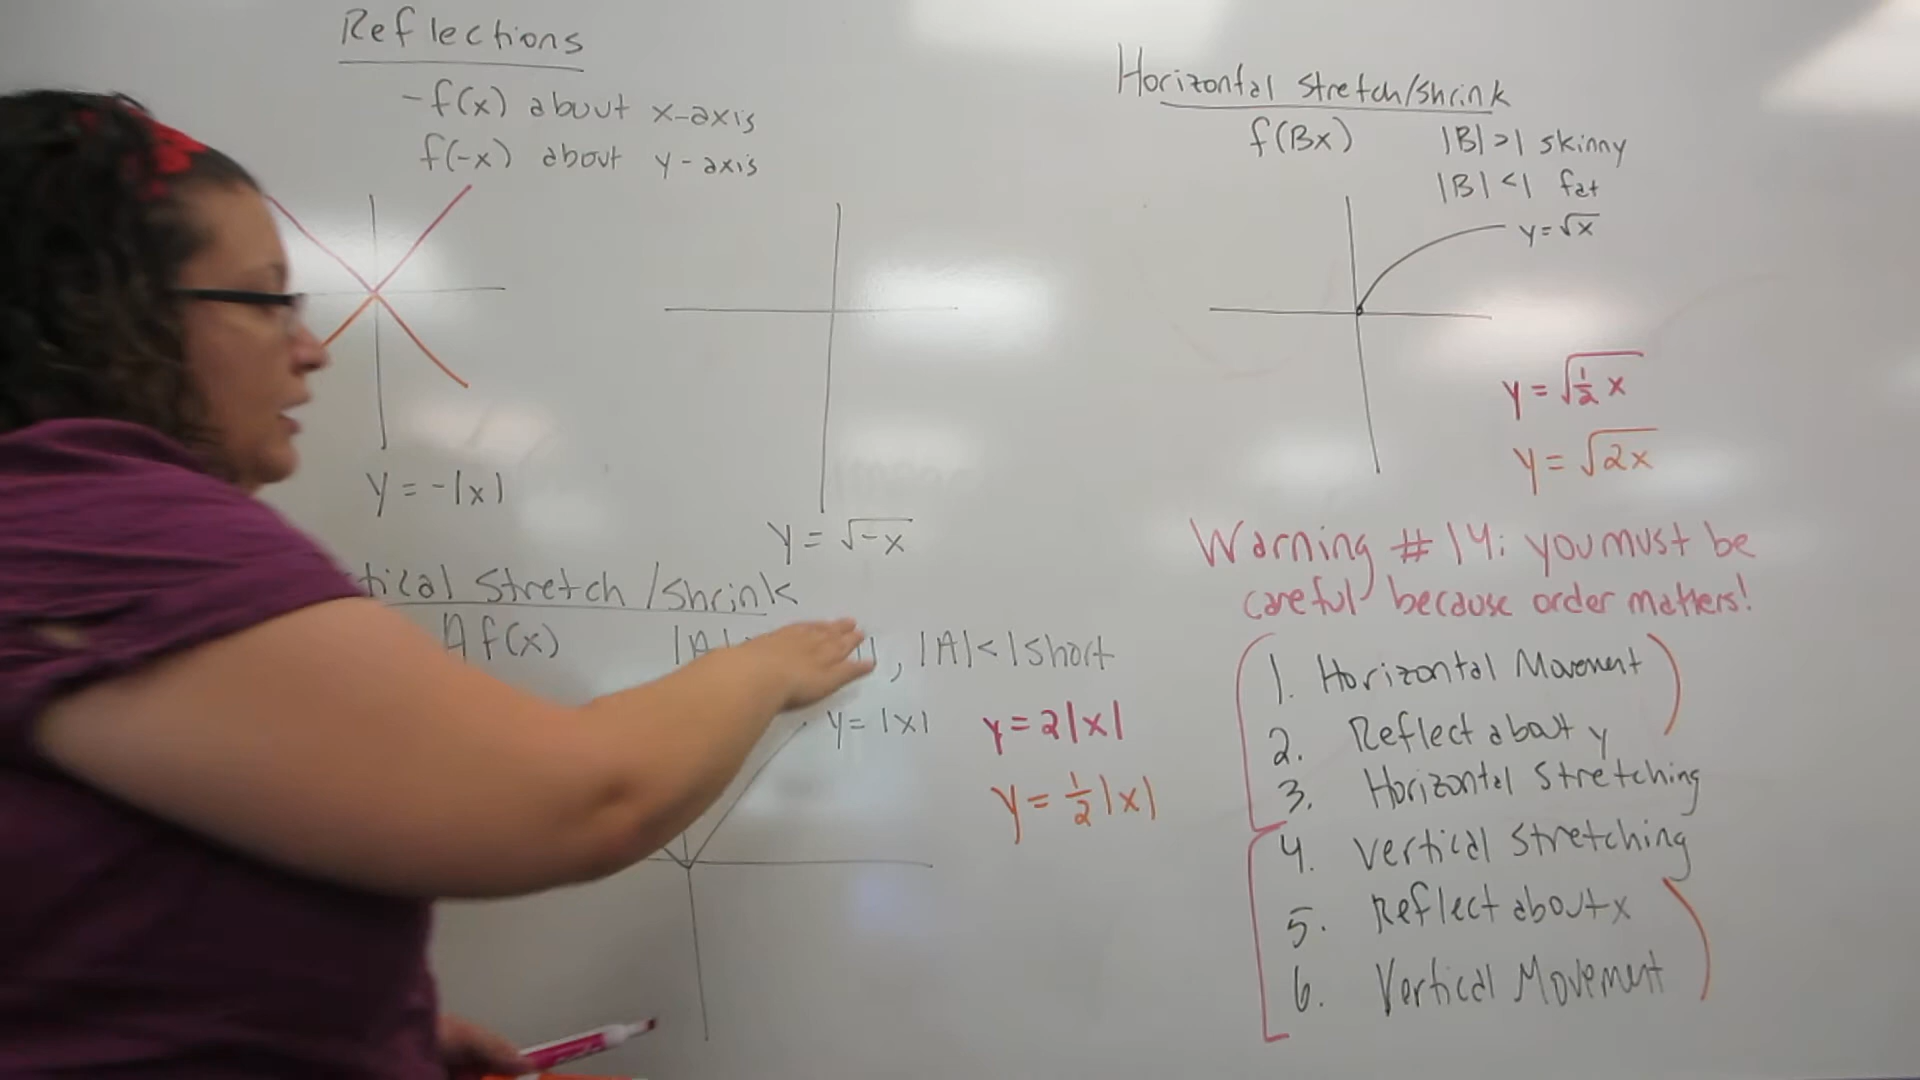 Reflections
-f(x) about x-axis
f(-x) about y-axis
y = -|x|
y = √-x
tical Stretch/Shrink
A f(x) |A| , |A|<1 short
y= |x| y=2|x|
y= 1/2|x|
Horizontal Stretch/Shrink
f(Bx) |B|>1 skinny
|B|<1 fat
y=√x
y=√1/2 x
y=√2x
Warning #14: you must be
careful because order matters!
1. Horizontal Movement
2. Reflect about y
3. Horizontal Stretching
4. Vertical Stretching
5. Reflect about x
6. Vertical Movement